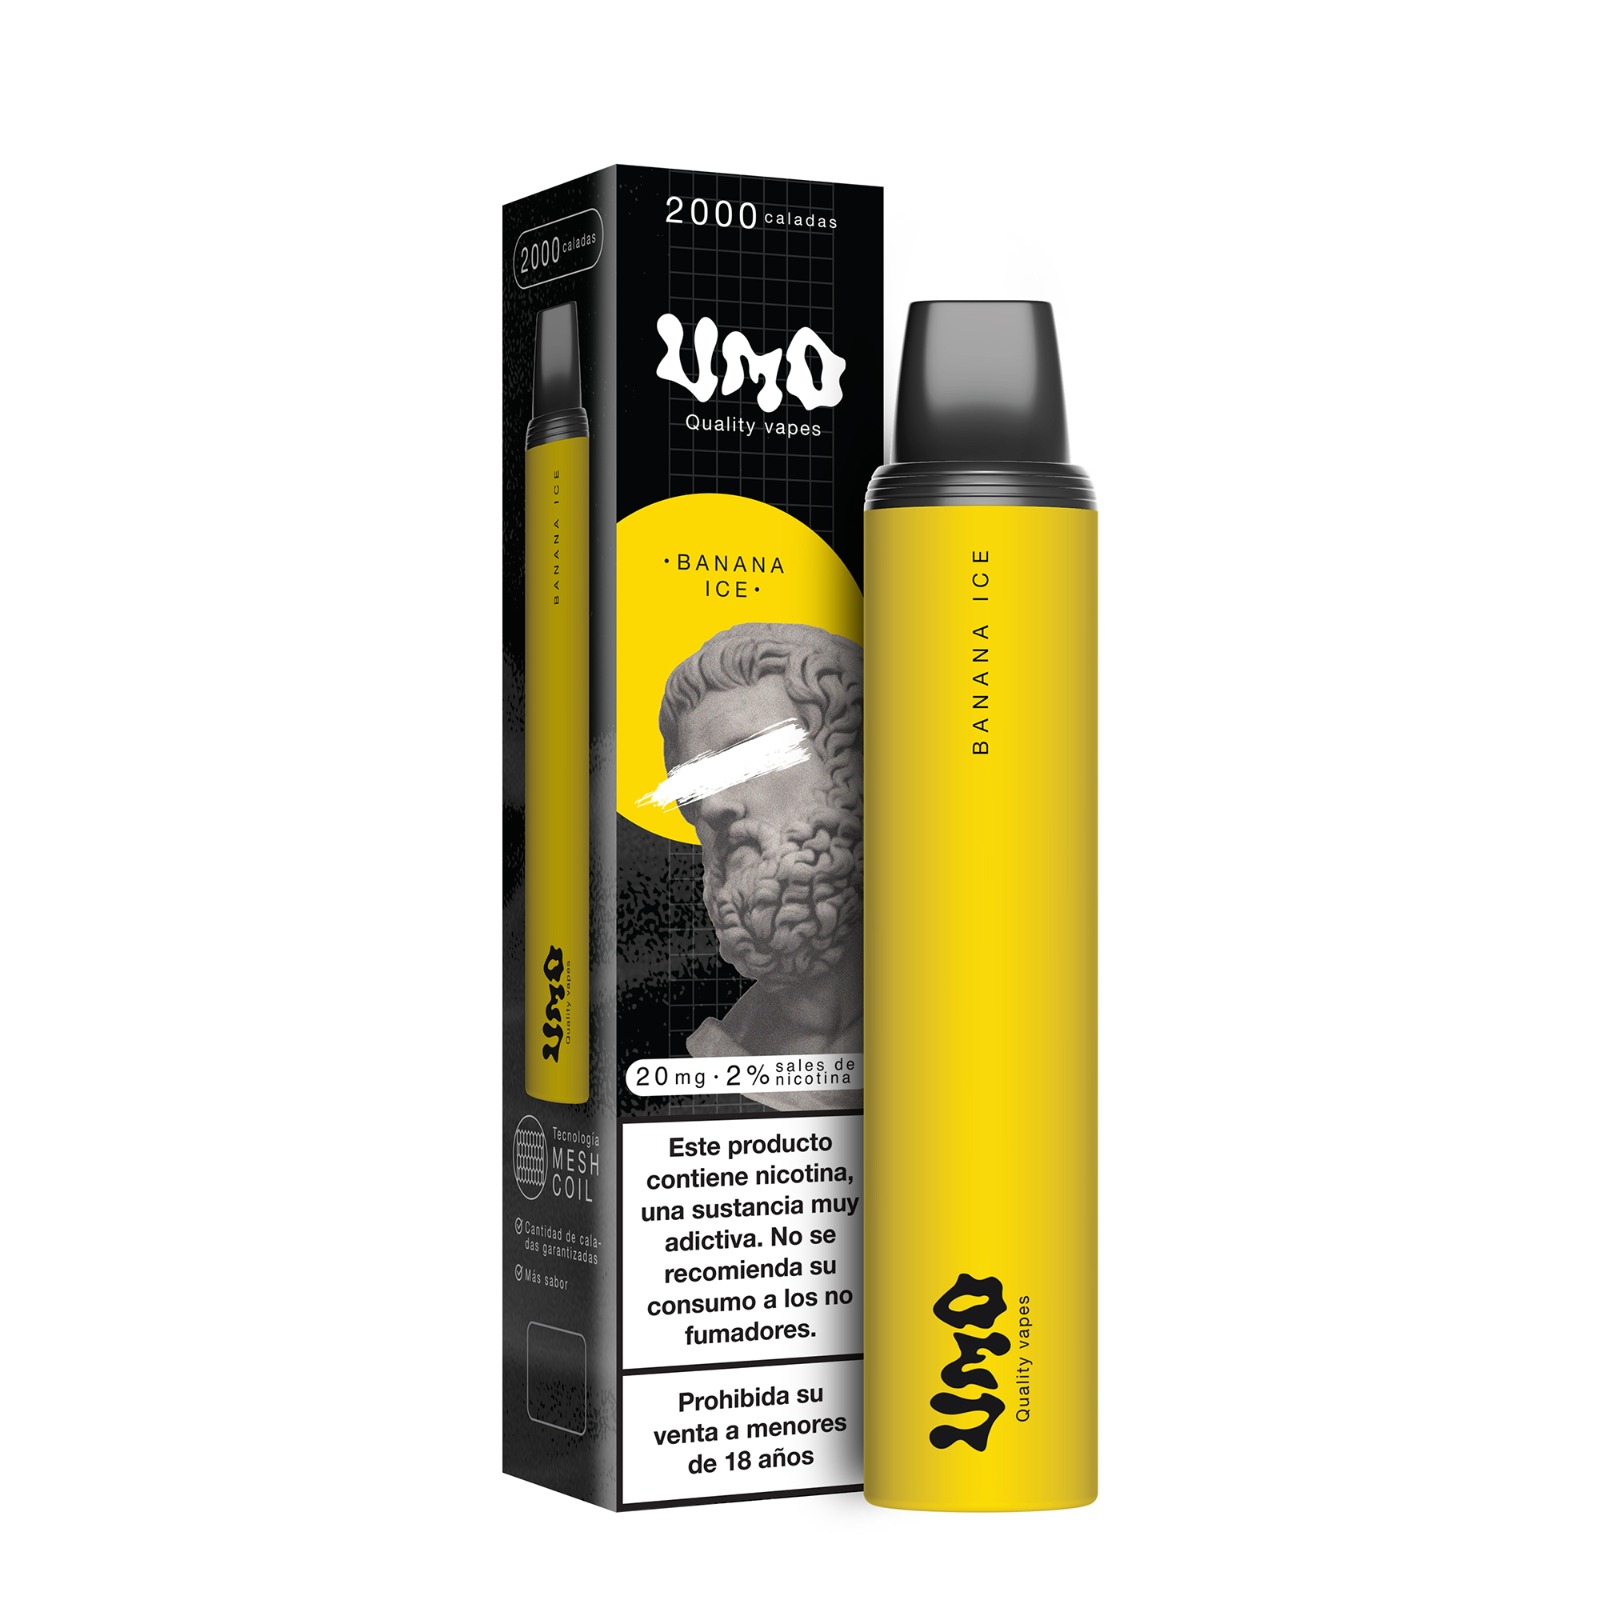 2000 caladas
BANANA ICE
UMO
Quality vapes
Tecnología
MESH
COIL
Cantidad de cala-
das garantizadas
Más sabor
2000 caladas
UMO
Quality vapes
·BANANA
ICE·
20mg · 2% sales de
nicotina
Este producto
contiene nicotina,
una sustancia muy
adictiva. No se
recomienda su
consumo a los no
fumadores.
Prohibida su
venta a menores
de 18 años
BANANA ICE
UMO
Quality vapes